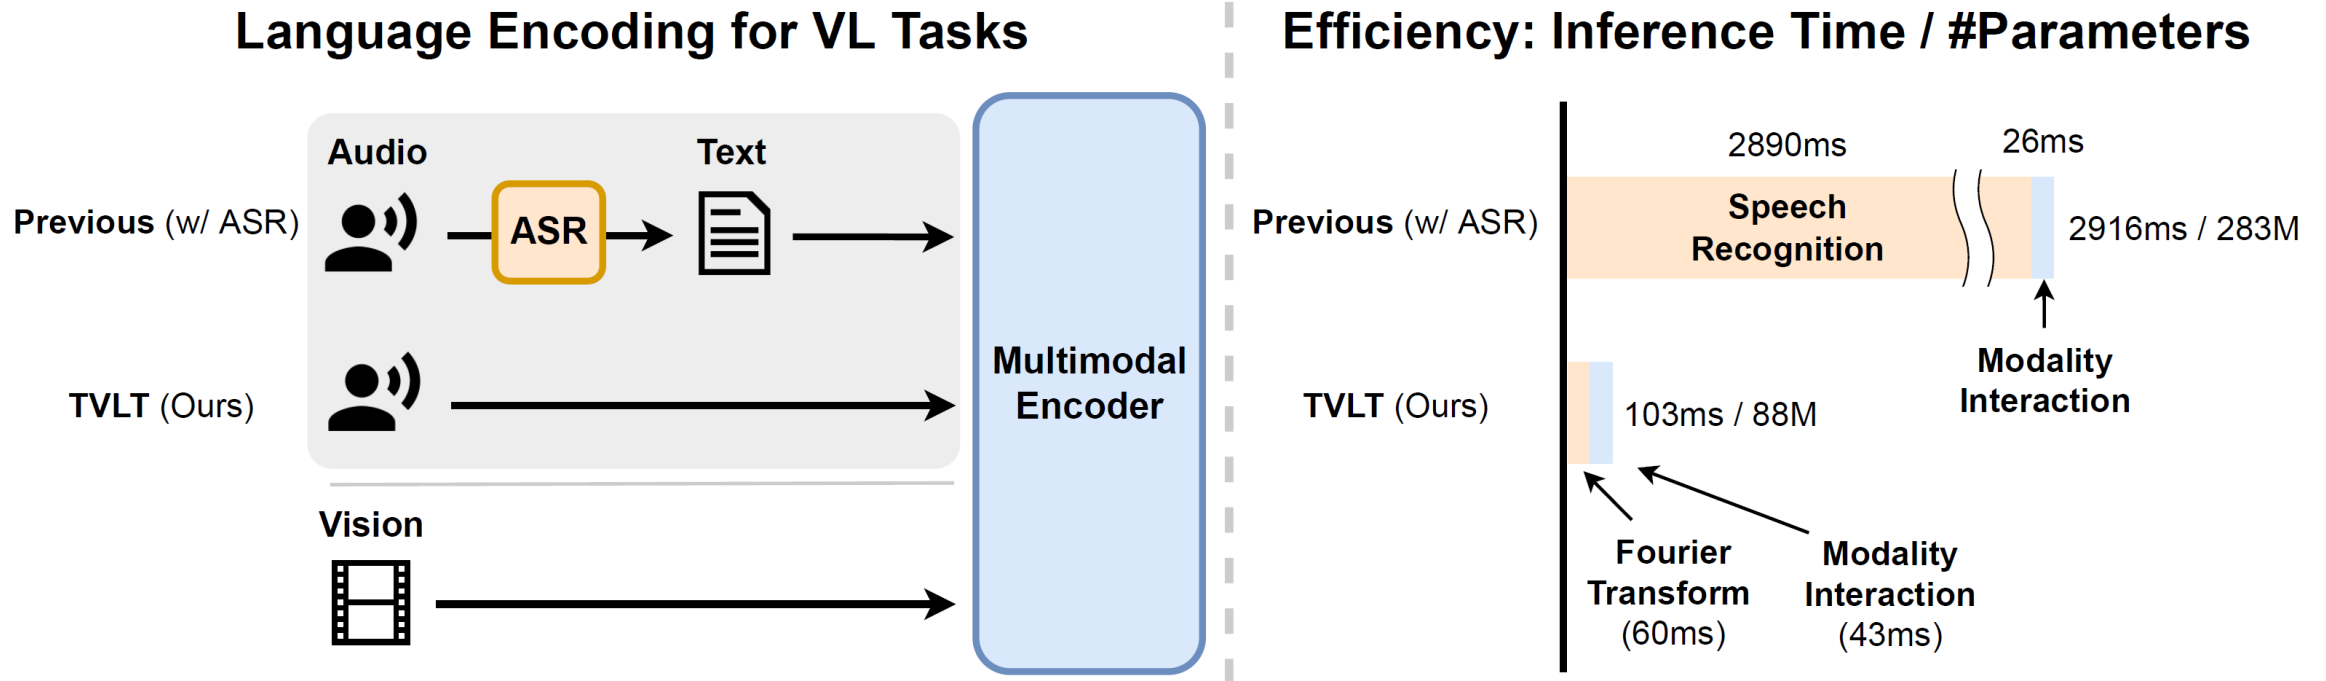 Language Encoding for VL Tasks
Audio
Text
Previous (w/ ASR)
ASR
TVLT (Ours)
Vision
Multimodal
Encoder
Efficiency: Inference Time / #Parameters
2890ms
26ms
Previous (w/ ASR)
Speech
Recognition
2916ms / 283M
Modality
Interaction
TVLT (Ours)
103ms / 88M
Fourier
Transform
(60ms)
Modality
Interaction
(43ms)